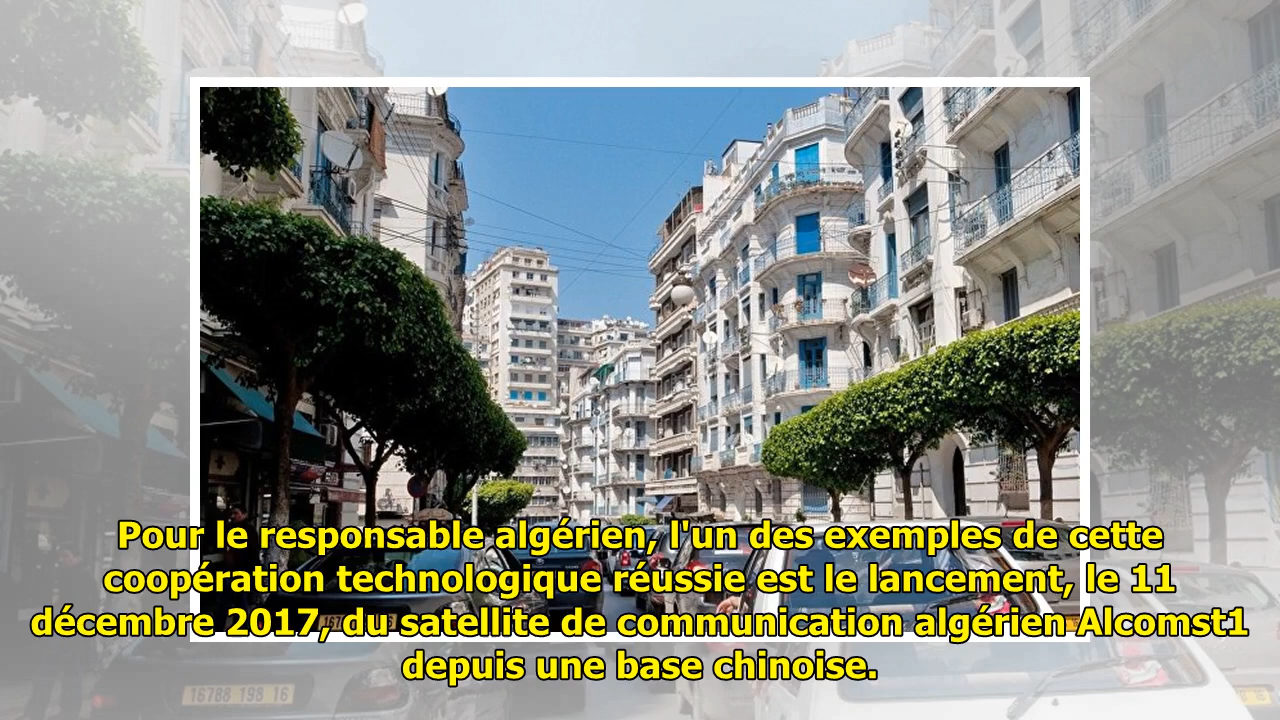 Pour le responsable algérien, l'un des exemples de cette
coopération technologique réussie est le lancement, le 11
décembre 2017, du satellite de communication algérien Alcomst1
depuis une base chinoise.
16788 198 16